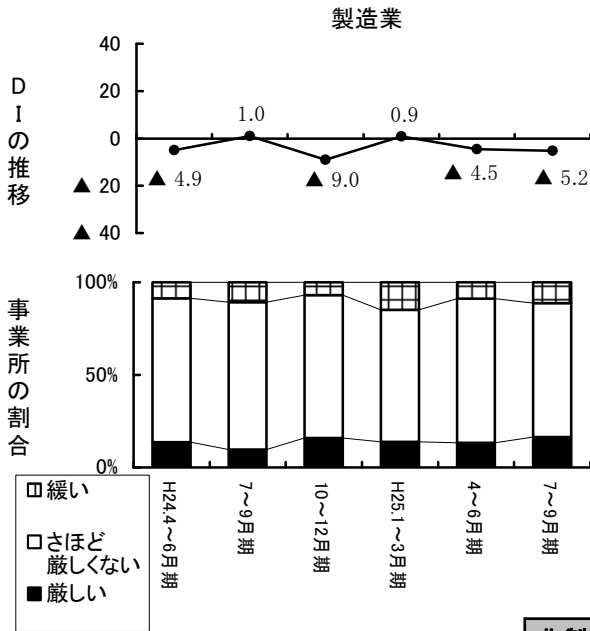 製造業
DIの推移
40
20
0
▲ 20
▲ 40
▲ 4.9
1.0
▲ 9.0
0.9
▲ 4.5
▲ 5.2
事業所の割合
100%
50%
0%
H24.4～6月期
7～9月期
10～12月期
H25.1～3月期
4～6月期
7～9月期
緩い
さほど
厳しくない
厳しい